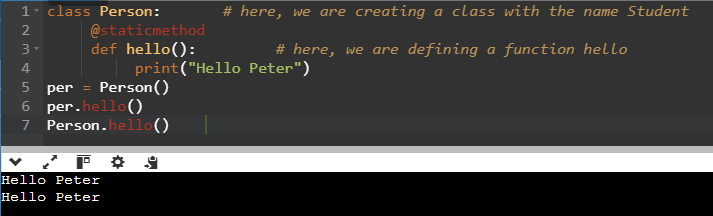 1 class Person:       # here, we are creating a class with the name Student
2     @staticmethod
3     def hello():         # here, we are defining a function hello
4         print("Hello Peter")
5 per = Person()
6 per.hello()
7 Person.hello()
Hello Peter
Hello Peter